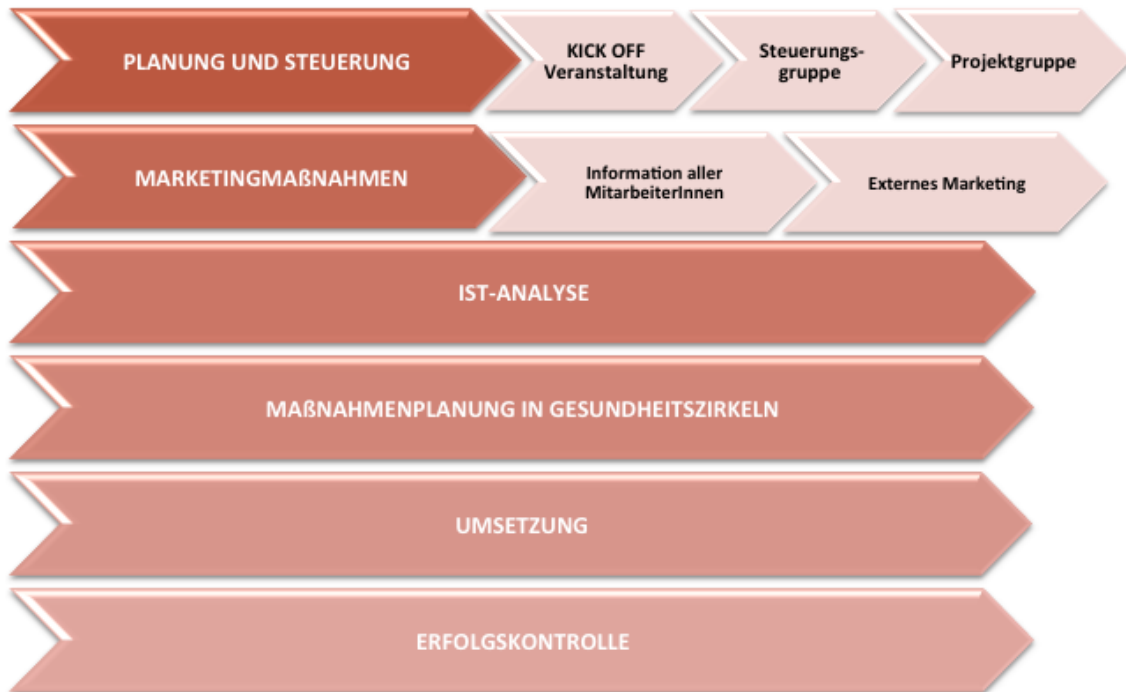 PLANUNG UND STEUERUNG
KICK OFF
Veranstaltung
Steuerungs-
gruppe
Projektgruppe
MARKETINGMAßNAHMEN
Information aller
MitarbeiterInnen
Externes Marketing
IST-ANALYSE
MAßNAHMENPLANUNG IN GESUNDHEITSZIRKELN
UMSETZUNG
ERFOLGSKONTROLLE